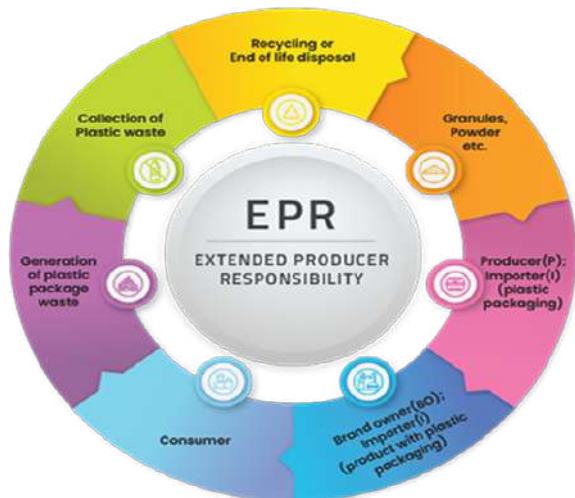 EPR
EXTENDED PRODUCER
RESPONSIBILITY
Recycling or
End of life disposal
Granules,
Powder
etc.
Producer(P);
Importer(I)
(plastic
packaging)
Brand owner(BO);
Importer(I)
(product with plastic
packaging)
Consumer
Generation
of plastic
package
waste
Collection of
Plastic waste